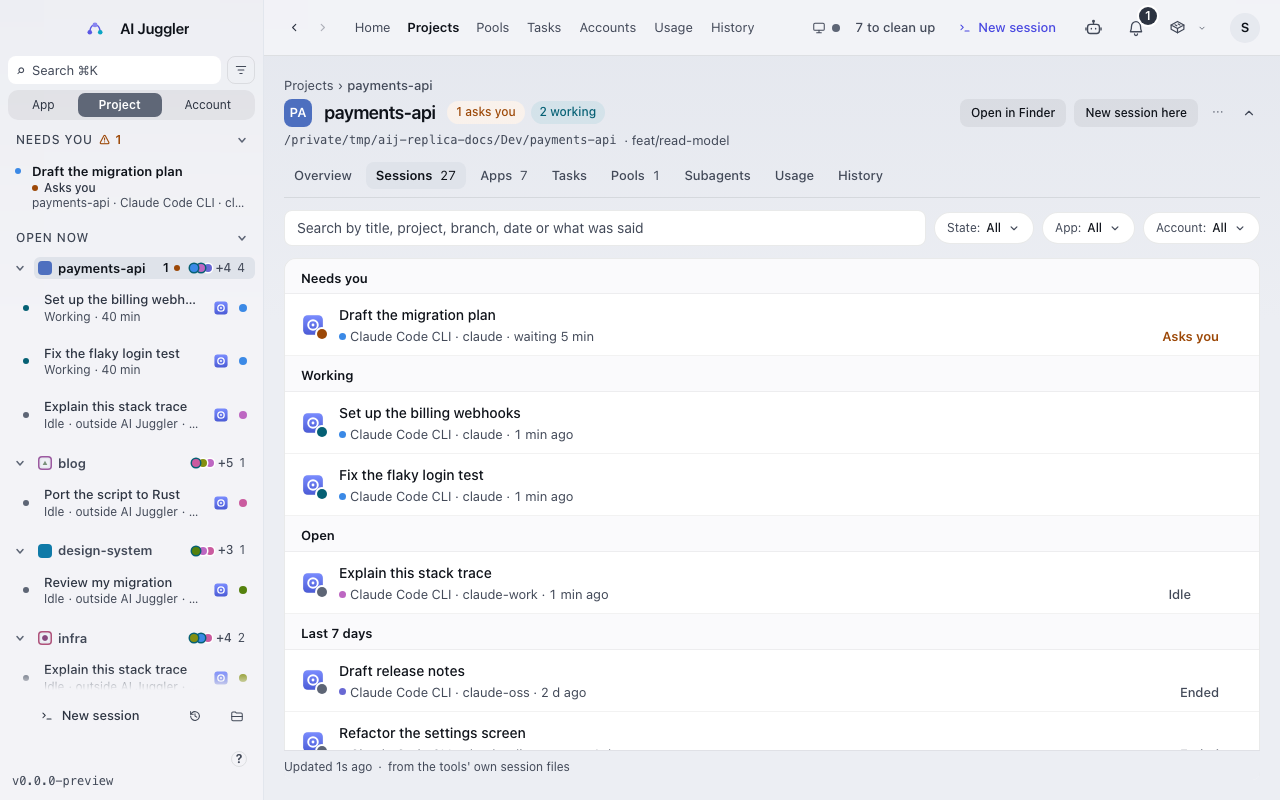 AI Juggler
Search ⌘K
App Project Account
NEEDS YOU 1
Draft the migration plan
Asks you
payments-api · Claude Code CLI · cl...
OPEN NOW
payments-api 1 +4 4
Set up the billing webh...
Working · 40 min
Fix the flaky login test
Working · 40 min
Explain this stack trace
Idle · outside AI Juggler · ...
blog +5 1
Port the script to Rust
Idle · outside AI Juggler · ...
design-system +3 1
Review my migration
Idle · outside AI Juggler · ...
infra +4 2
Explain this stack trace
Idle · outside AI Juggler · ...
New session
?
v0.0.0-preview
Home Projects Pools Tasks Accounts Usage History 7 to clean up New session 1 S
Projects › payments-api
PA payments-api 1 asks you 2 working Open in Finder New session here ...
/private/tmp/aij-replica-docs/Dev/payments-api · feat/read-model
Overview Sessions 27 Apps 7 Tasks Pools 1 Subagents Usage History
Search by title, project, branch, date or what was said State: All App: All Account: All
Needs you
Draft the migration plan
Claude Code CLI · claude · waiting 5 min Asks you
Working
Set up the billing webhooks
Claude Code CLI · claude · 1 min ago
Fix the flaky login test
Claude Code CLI · claude · 1 min ago
Open
Explain this stack trace
Claude Code CLI · claude-work · 1 min ago Idle
Last 7 days
Draft release notes
Claude Code CLI · claude-oss · 2 d ago Ended
Refactor the settings screen
Updated 1s ago · from the tools' own session files